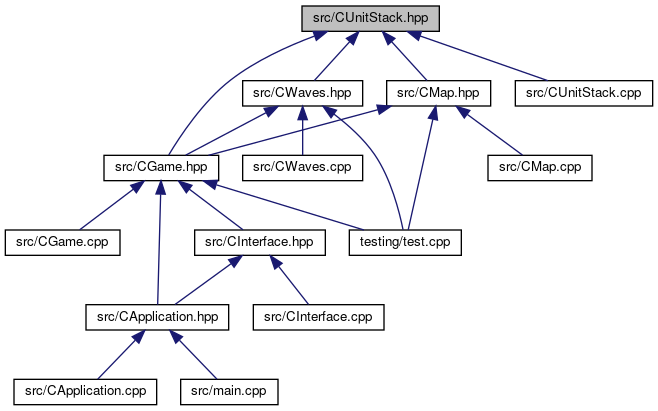 src/CUnitStack.hpp
src/CWaves.hpp
src/CMap.hpp
src/CUnitStack.cpp
src/CGame.hpp
src/CWaves.cpp
src/CMap.cpp
src/CGame.cpp
src/CInterface.hpp
testing/test.cpp
src/CApplication.hpp
src/CInterface.cpp
src/CApplication.cpp
src/main.cpp